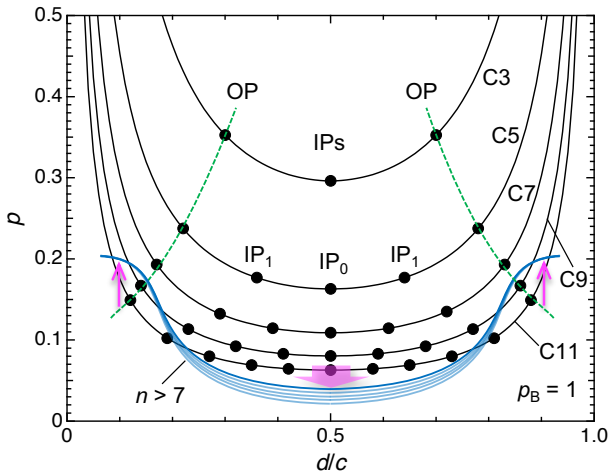 0.5
0.4
0.3
0.2
0.1
0
p
OP
OP
C3
IPs
C5
C7
IP1
IP0
IP1
C9
C11
n > 7
pB = 1
0
0.5
1.0
d/c